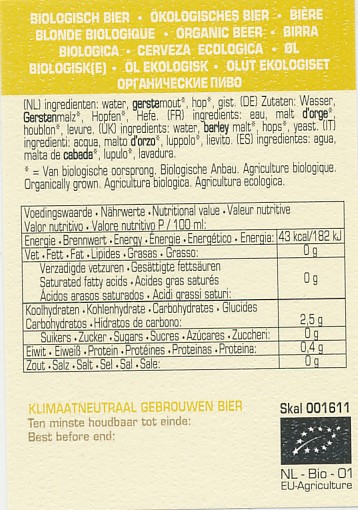 BIOLOGISCH BIER • ÖKOLOGISCHES BIER • BIÈRE
BLONDE BIOLOGIQUE • ORGANIC BEER • BIRRA
BIOLOGICA • CERVEZA ECOLOGICA • ØL
BIOLOGISK(E) • ÖL EKOLOGISK • OLUT EKOLOGISET
ОРГАНИЧЕСКИЕ ПИВО
(NL) ingredienten: water, gerstemout*, hop*, gist. (DE) Zutaten: Wasser,
Gerstenmalz*, Hopfen*, Hefe. (FR) ingredients: eau, malt d'orge*,
houblon*, levure. (UK) ingredients: water, barley malt*, hops*, yeast. (IT)
ingredienti: acqua, malto d'orzo*, luppolo*, lievito. (ES) ingredientes: agua,
malta de cabada*, lupulo*, lavadura.
* = Van biologische oorsprong. Biologische Anbau. Agriculture biologique.
Organically grown. Agricultura biologica. Agricultura ecologica.
Voedingswaarde • Nährwerte • Nutritional value • Valeur nutritive
Valor nutritivo • Valore nutritivo P / 100 ml:
Energie • Brennwert • Energy • Énergie • Energético • Energia: 43 kcal/182 kJ
Vet • Fett • Fat • Lipides • Grasas • Grasso: 0 g
Verzadigde vetzuren • Gesättigte fettsäuren
Saturated fatty acids • Acides gras saturés 0 g
Ácidos arasos saturados • Acidi grassi saturi:
Koolhydraten • Kohlenhydrate • Carbohydrates • Glucides
Carbohydratos • Hidratos de carbono: 2,5 g
Suikers • Zucker • Sugars • Sucres • Azúcares • Zuccheri: 0 g
Eiwit • Eiweiß • Protein • Protéines • Proteinas • Proteina: 0,4 g
Zout • Salz • Salt • Sel • Sal • Sale: 0 g
KLIMAATNEUTRAAL GEBROUWEN BIER
Ten minste houdbaar tot einde:
Best before end:
Skal 001611
NL - Bio - 01
EU-Agriculture